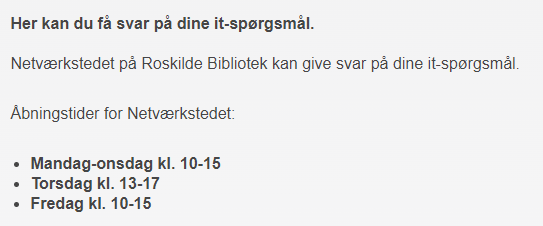 Her kan du få svar på dine it-spørgsmål.
Netværkstedet på Roskilde Bibliotek kan give svar på dine it-spørgsmål.
Åbningstider for Netværkstedet:
• Mandag-onsdag kl. 10-15
• Torsdag kl. 13-17
• Fredag kl. 10-15